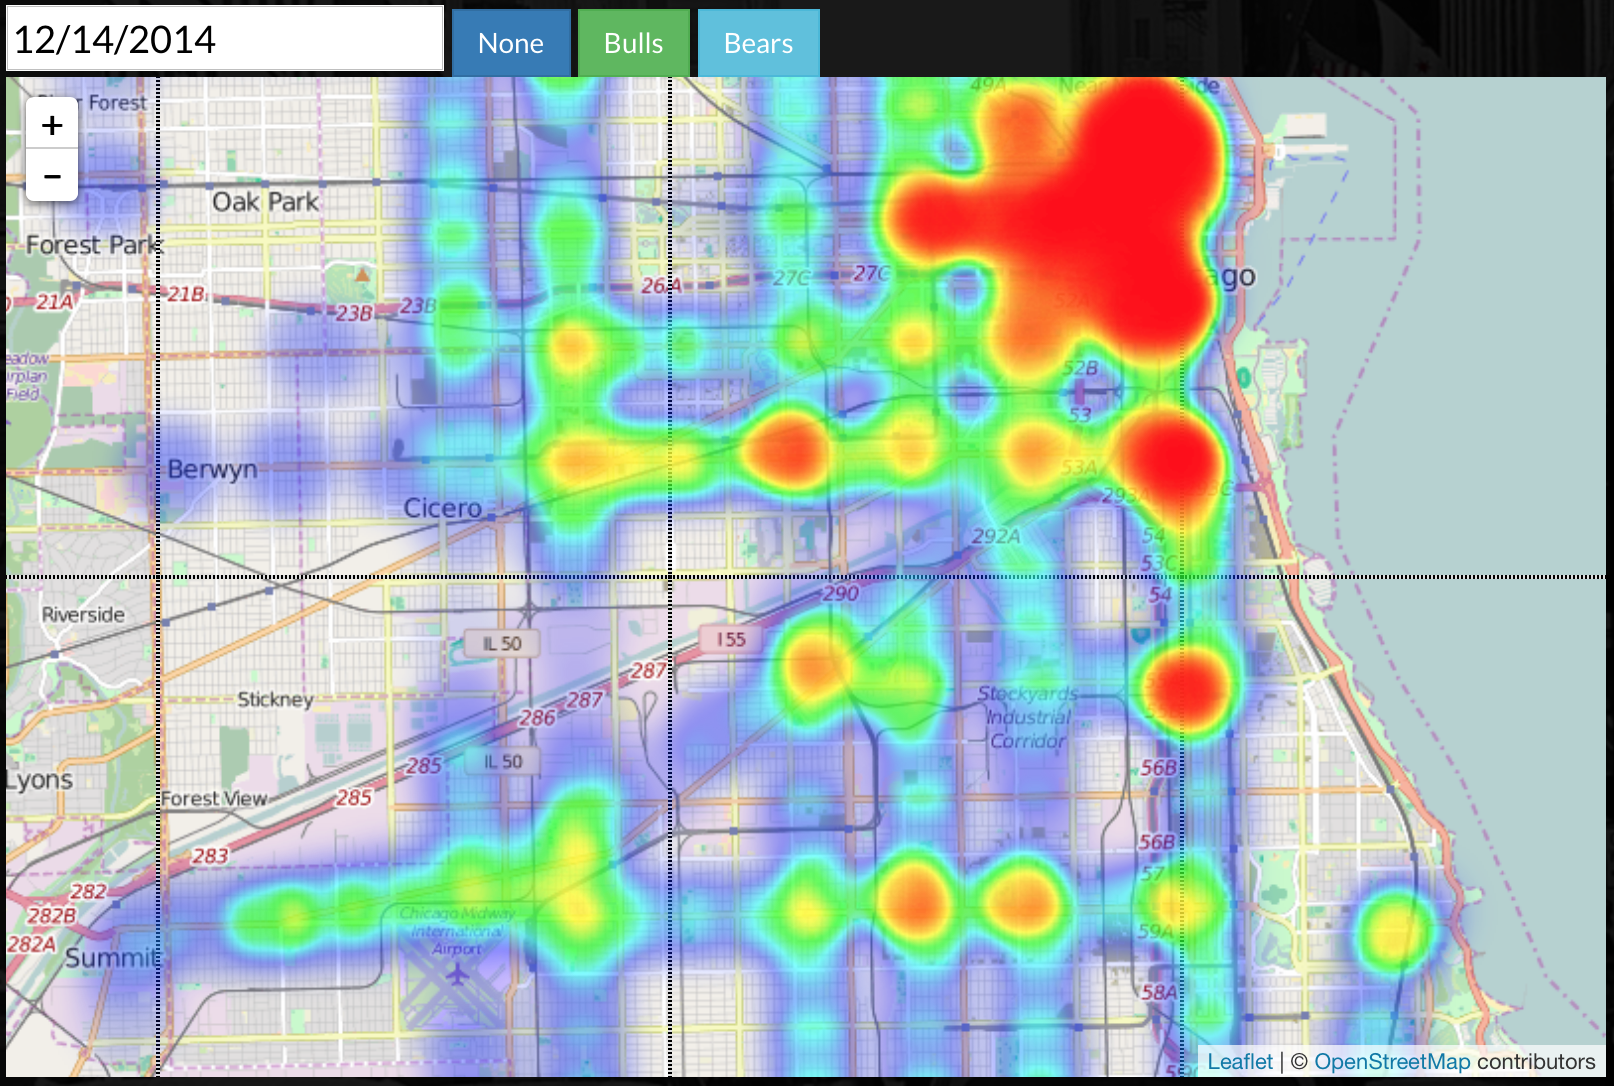 12/14/2014 None Bulls Bears
+
−
Forest
49A
Oak Park
Forest Park
ago
21A 21B 23B 23B 26A 27C 27C
52A
52B
53
Berwyn
53A
Cicero
293A
292A
54
53C
54
290
Riverside
IL 50 I 55
287
287
286
Stickney
Stockyards
Industrial
Corridor
IL 50
285
285
56B
Lyons
Forest View
283
56B
57
282
282B
282A
Chicago Midway
International
Airport
59A
Summit
58A
Leaflet | © OpenStreetMap contributors